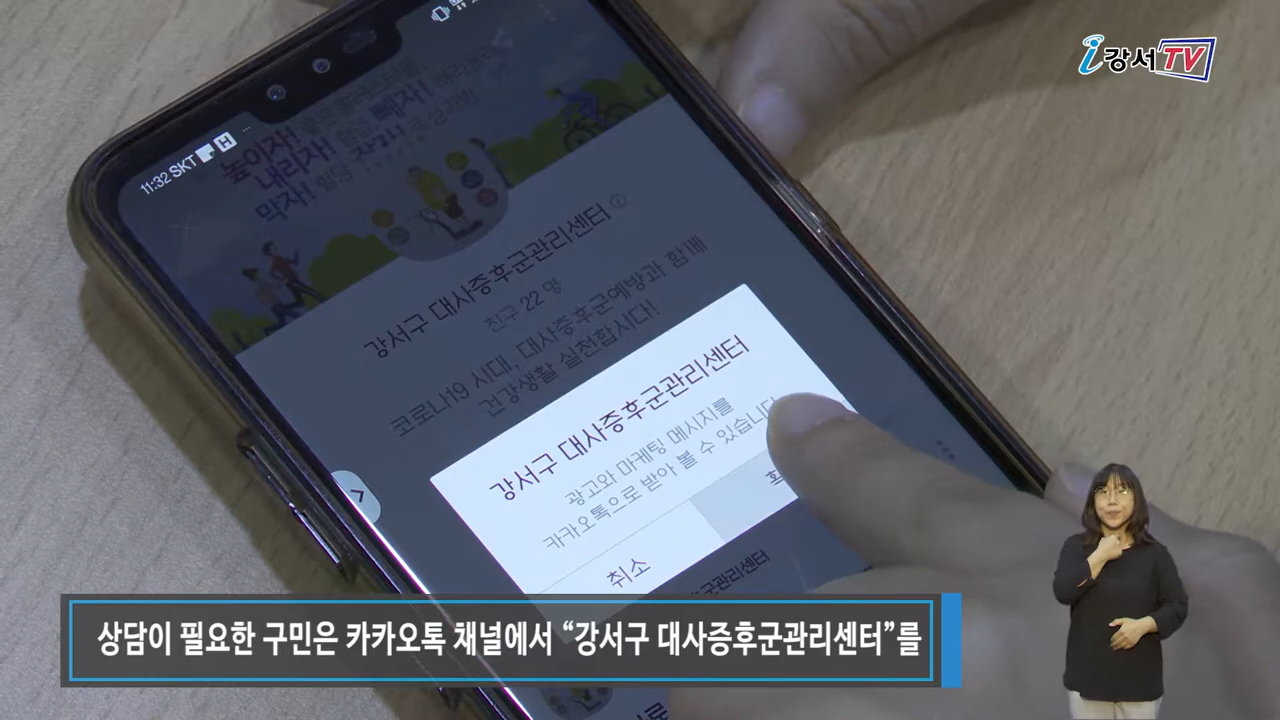 i강서TV
11:32 SKT
높이자!
내리자!
막자!
빼자!
강서구 대사증후군관리센터
친구 22 명
코로나19 시대, 대사증후군예방과 함께
건강생활 실천합시다!
강서구 대사증후군관리센터
광고와 마케팅 메시지를
카카오톡으로 받아 볼 수 있습니다
취소
상담이 필요한 구민은 카카오톡 채널에서 “강서구 대사증후군관리센터”를